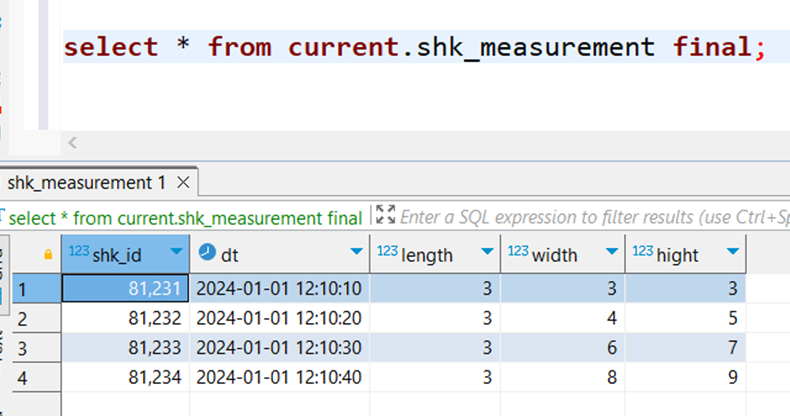 select * from current.shk_measurement final;
shk_measurement 1
select * from current.shk_measurement final Enter a SQL expression to filter results (use Ctrl+Sp
123 shk_id dt 123 length 123 width 123 hight
1 81,231 2024-01-01 12:10:10 3 3 3
2 81,232 2024-01-01 12:10:20 3 4 5
3 81,233 2024-01-01 12:10:30 3 6 7
4 81,234 2024-01-01 12:10:40 3 8 9